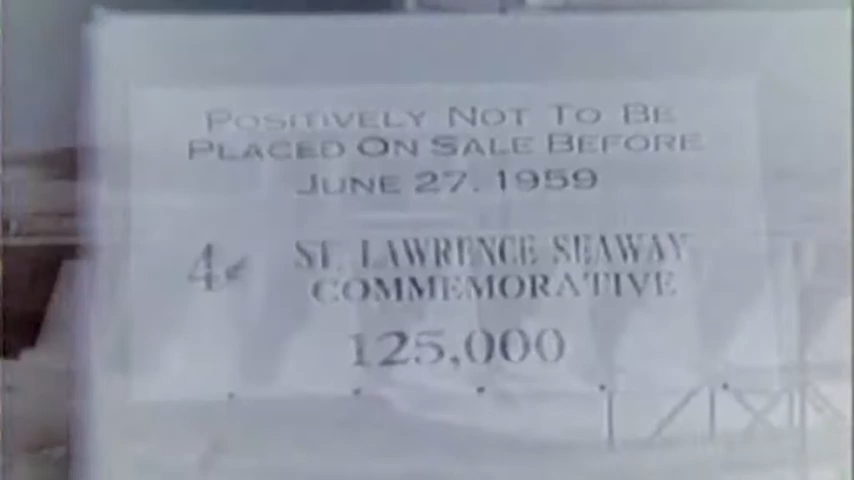 POSITIVELY NOT TO BE
PLACED ON SALE BEFORE
JUNE 27, 1959
4¢ ST. LAWRENCE SEAWAY
COMMEMORATIVE
125,000